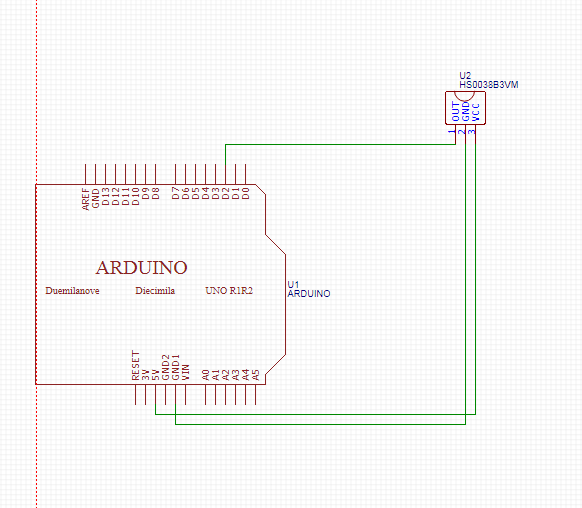 U2
HS0038B3VM
OUT
GND
VCC
1
2
3
AREF
GND
D13
D12
D11
D10
D9
D8
D7
D6
D5
D4
D3
D2
D1
D0
ARDUINO
Duemilanove Diecimila UNO R1R2
U1
ARDUINO
RESET
3V
5V
GND2
GND1
VIN
A0
A1
A2
A3
A4
A5